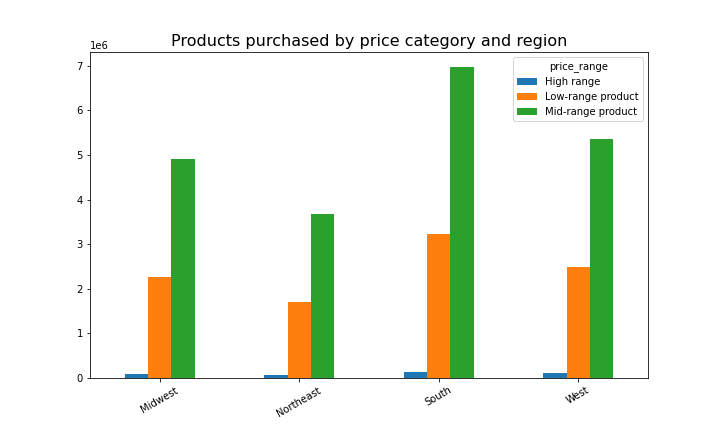 Products purchased by price category and region
1e6
7
6
5
4
3
2
1
0
price_range
High range
Low-range product
Mid-range product
Midwest
Northeast
South
West